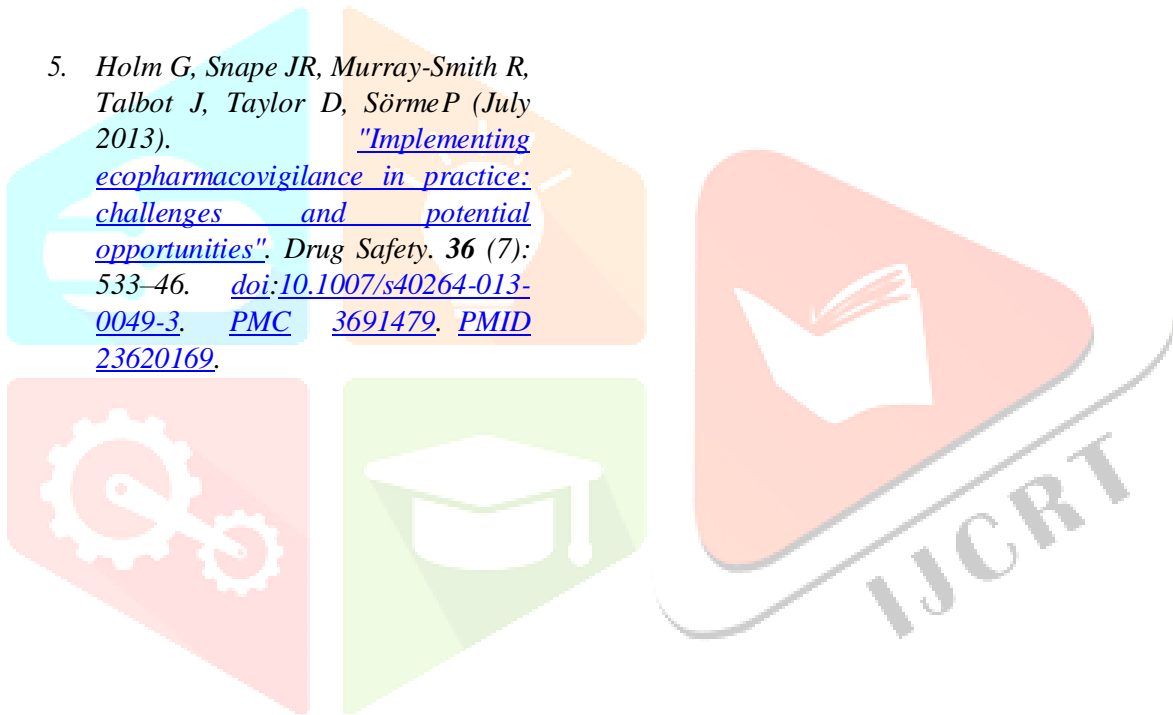 5. Holm G, Snape JR, Murray-Smith R,
Talbot J, Taylor D, Sörme P (July
2013). "Implementing
ecopharmacovigilance in practice:
challenges and potential
opportunities". Drug Safety. 36 (7):
533–46. doi:10.1007/s40264-013-
0049-3. PMC 3691479. PMID
23620169.
IJCRT